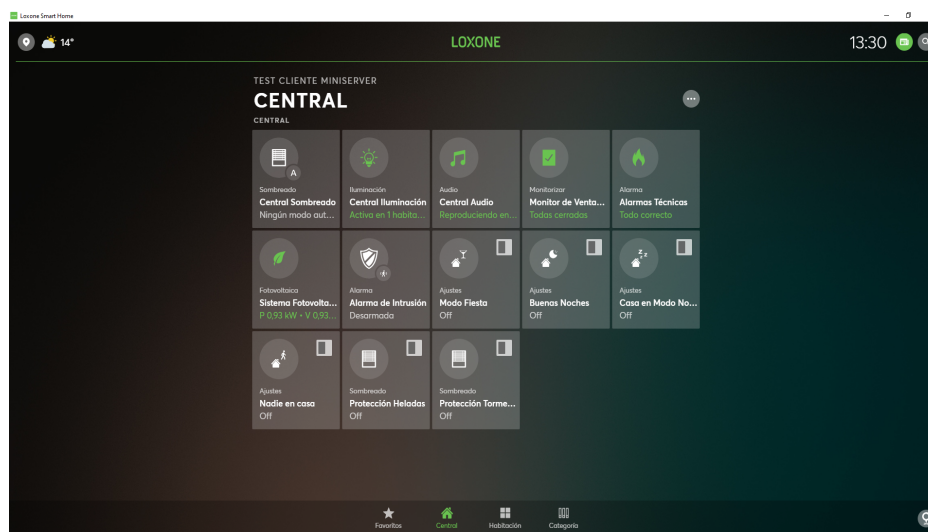 Loxone Smart Home
14°
LOXONE
13:30
TEST CLIENTE MINISERVER
CENTRAL
CENTRAL
A
Sombreado
Central Sombreado
Ningún modo aut...
Iluminación
Central Iluminación
Activa en 1 habita...
Audio
Central Audio
Reproduciendo en...
Monitorizar
Monitor de Venta...
Todas cerradas
Alarma
Alarmas Técnicas
Todo correcto
Fotovoltaica
Sistema Fotovolta...
P 0,93 kW • V 0,93...
Alarma
Alarma de Intrusión
Desarmada
Ajustes
Modo Fiesta
Off
Ajustes
Buenas Noches
Off
z z z
Ajustes
Casa en Modo No...
Off
Ajustes
Nadie en casa
Off
Sombreado
Protección Heladas
Off
Sombreado
Protección Torme...
Off
Favoritos
Central
Habitación
Categoría